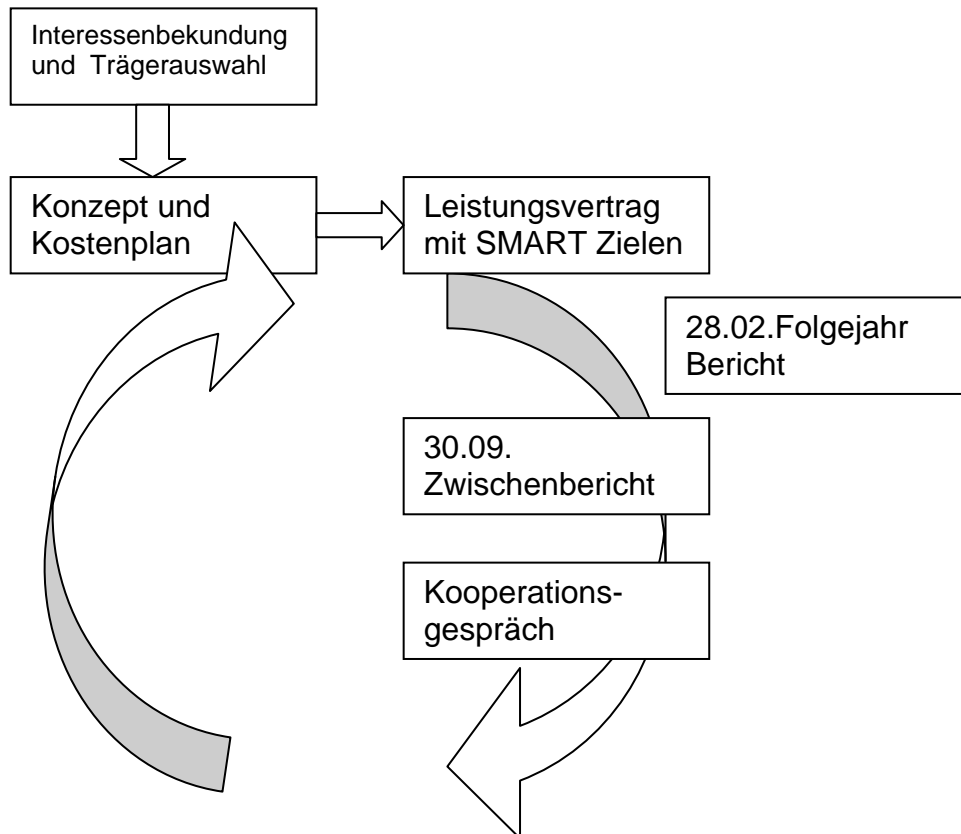 Interessenbekundung
und Trägerauswahl
Konzept und
Kostenplan
Leistungsvertrag
mit SMART Zielen
28.02.Folgejahr
Bericht
30.09.
Zwischenbericht
Kooperations-
gespräch